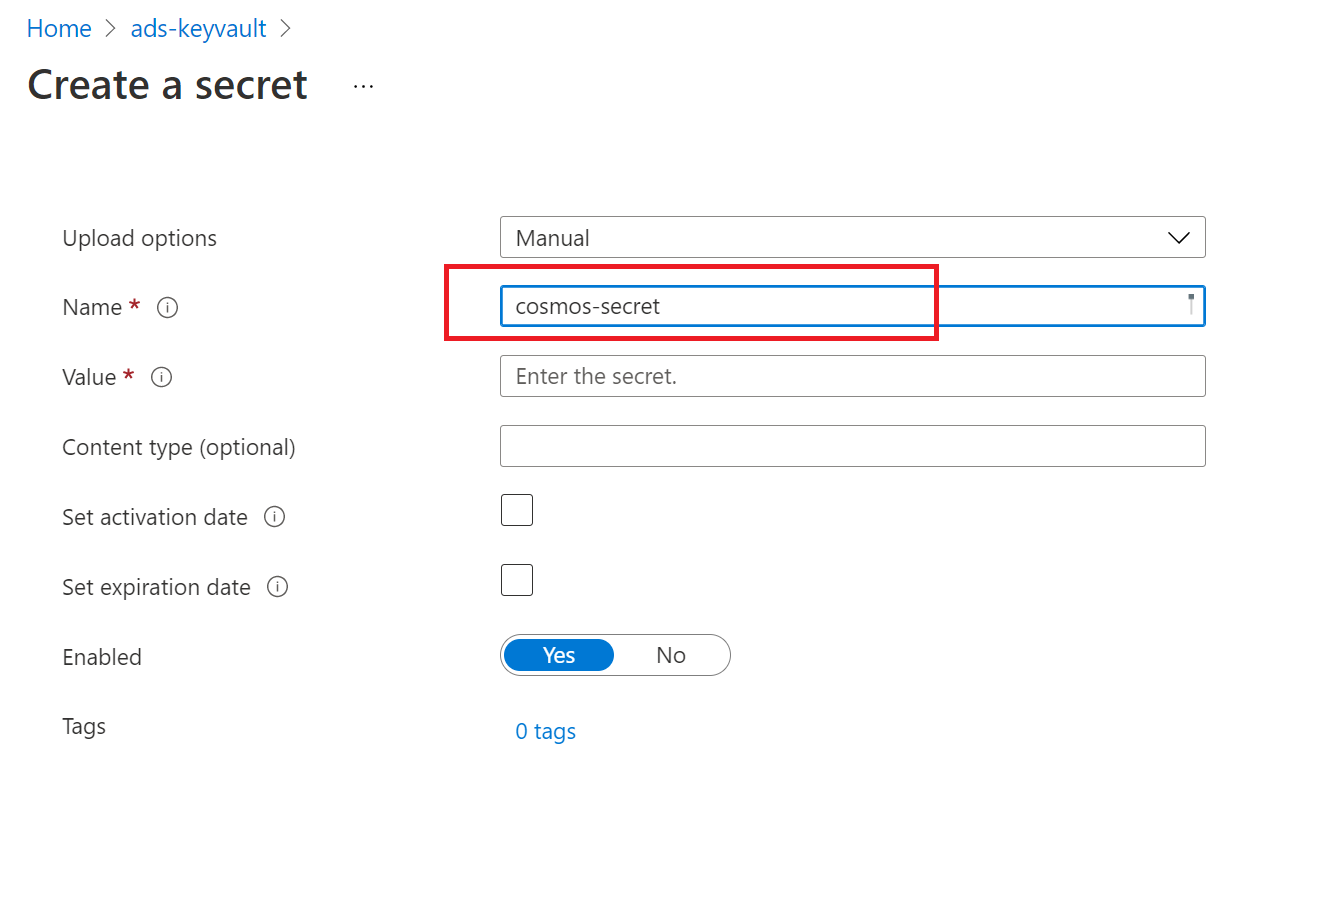 Home > ads-keyvault >
Create a secret ...
Upload options Manual
Name * cosmos-secret
Value * Enter the secret.
Content type (optional)
Set activation date
Set expiration date
Enabled Yes No
Tags 0 tags